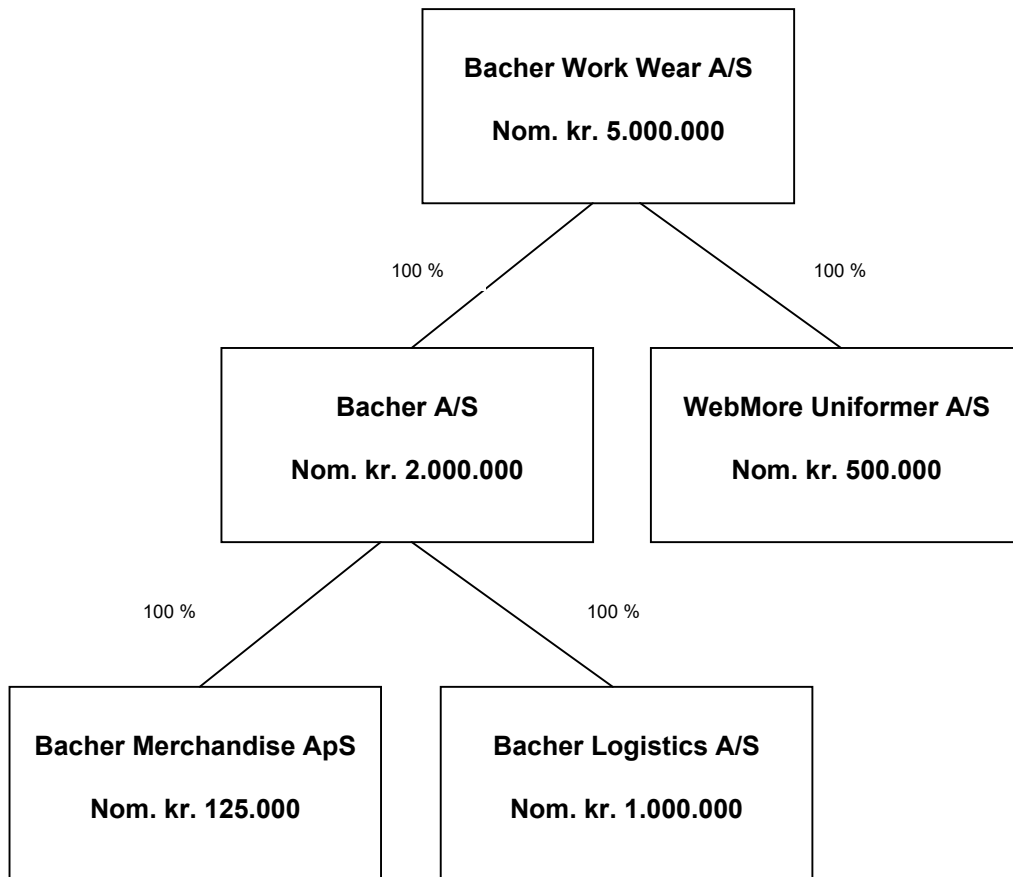 Bacher Work Wear A/S
Nom. kr. 5.000.000
100 %
100 %
Bacher A/S
Nom. kr. 2.000.000
WebMore Uniformer A/S
Nom. kr. 500.000
100 %
100 %
Bacher Merchandise ApS
Nom. kr. 125.000
Bacher Logistics A/S
Nom. kr. 1.000.000